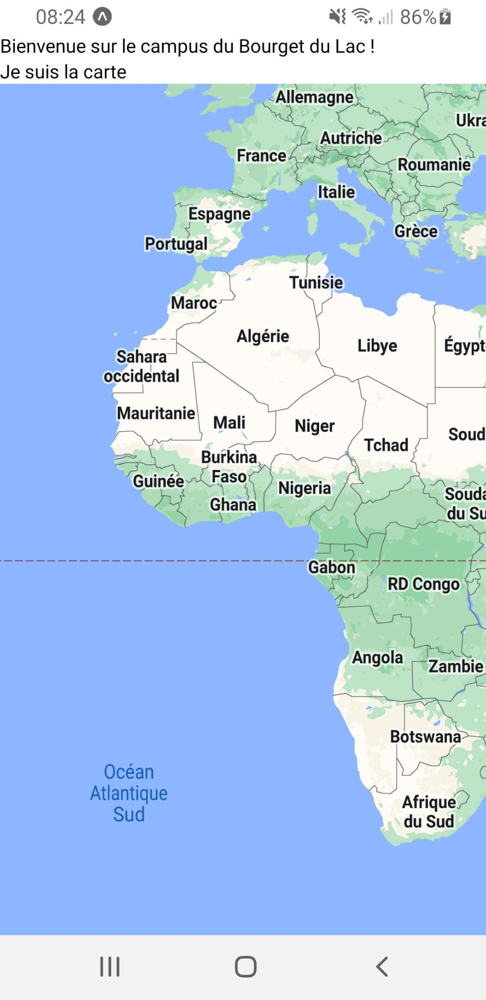 08:24
86%
Bienvenue sur le campus du Bourget du Lac !
Je suis la carte
Allemagne
Ukra
Autriche
France
Roumanie
Italie
Espagne
Grèce
Portugal
Tunisie
Maroc
Algérie
Libye
Égypt
Sahara
occidental
Mauritanie
Mali
Niger
Soud
Tchad
Burkina
Faso
Guinée
Nigeria
Souda
du Su
Ghana
Gabon
RD Congo
Angola
Zambie
Botswana
Océan
Atlantique
Sud
Afrique
du Sud